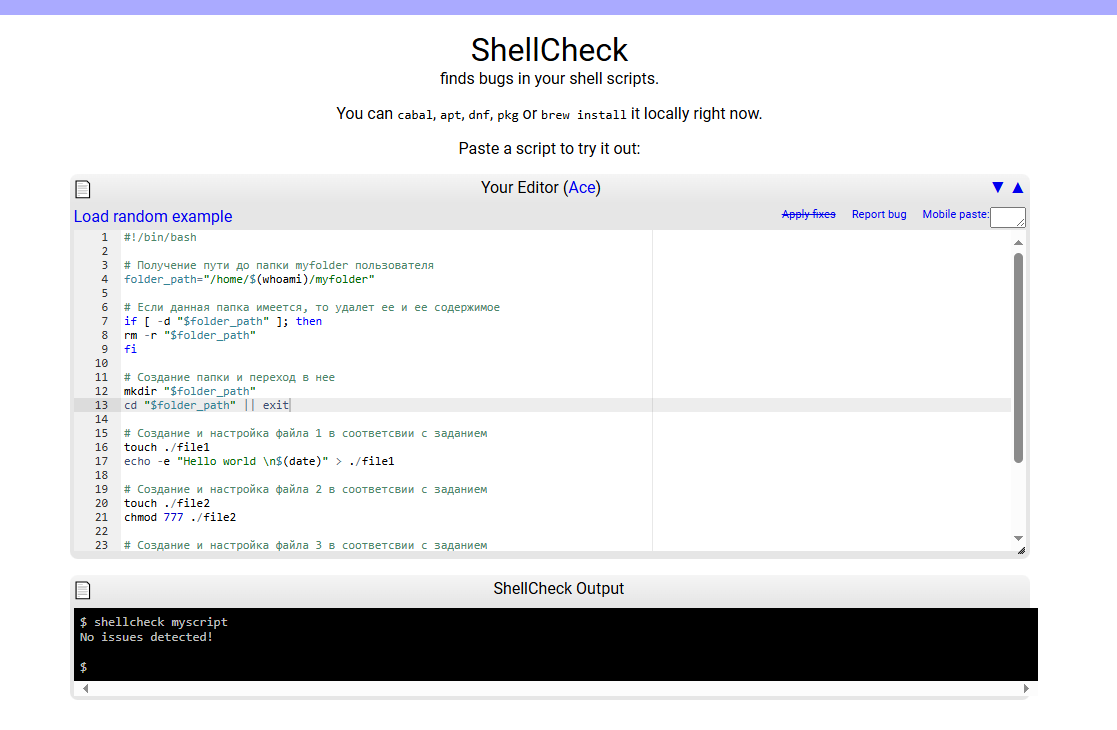 ShellCheck
finds bugs in your shell scripts.
You can cabal, apt, dnf, pkg or brew install it locally right now.
Paste a script to try it out:
Your Editor (Ace) ▼ ▲
Load random example Apply fixes Report bug Mobile paste:
1 #!/bin/bash
2
3 # Получение пути до папки myfolder пользователя
4 folder_path="/home/$(whoami)/myfolder"
5
6 # Если данная папка имеется, то удалет ее и ее содержимое
7 if [ -d "$folder_path" ]; then
8 rm -r "$folder_path"
9 fi
10
11 # Создание папки и переход в нее
12 mkdir "$folder_path"
13 cd "$folder_path" || exit
14
15 # Создание и настройка файла 1 в соответсвии с заданием
16 touch ./file1
17 echo -e "Hello world \n$(date)" > ./file1
18
19 # Создание и настройка файла 2 в соответсвии с заданием
20 touch ./file2
21 chmod 777 ./file2
22
23 # Создание и настройка файла 3 в соответсвии с заданием
ShellCheck Output
$ shellcheck myscript
No issues detected!
$